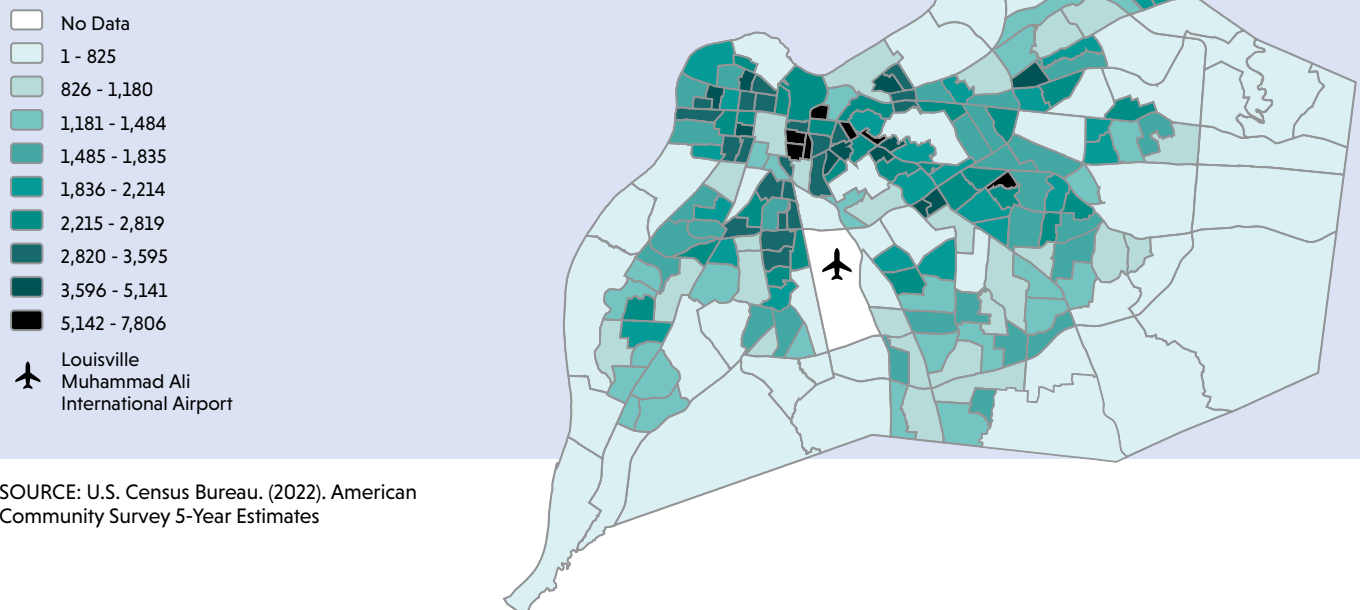 No Data
1 - 825
826 - 1,180
1,181 - 1,484
1,485 - 1,835
1,836 - 2,214
2,215 - 2,819
2,820 - 3,595
3,596 - 5,141
5,142 - 7,806
Louisville
Muhammad Ali
International Airport
SOURCE: U.S. Census Bureau. (2022). American
Community Survey 5-Year Estimates